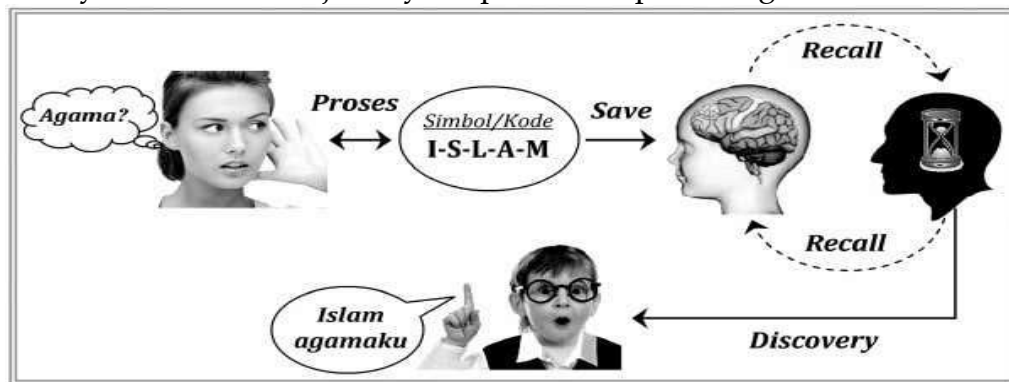 Agama?
Proses
Simbol/Kode
I-S-L-A-M
Save
Recall
Recall
Islam
agamaku
Discovery